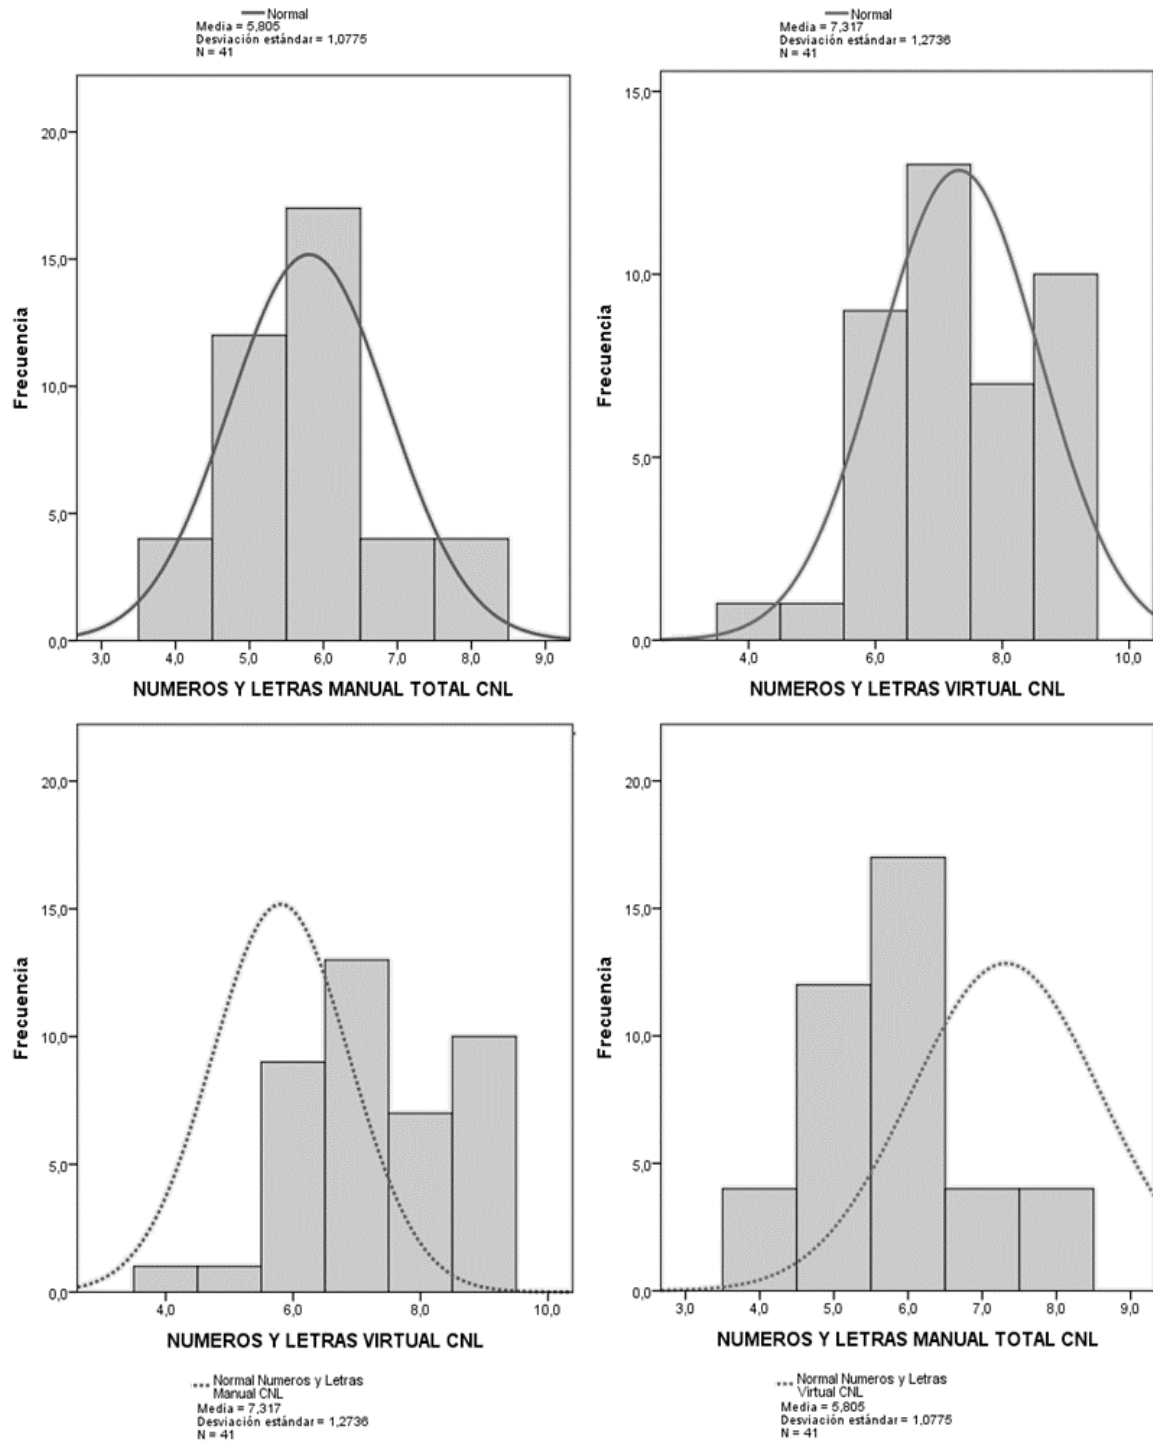 Normal
Media = 5,805
Desviación estándar = 1,0775
N = 41
20,0
15,0
10,0
5,0
0,0
Frecuencia
3,0 4,0 5,0 6,0 7,0 8,0 9,0
NUMEROS Y LETRAS MANUAL TOTAL CNL
Normal
Media = 7,317
Desviación estándar = 1,2736
N = 41
15,0
10,0
5,0
0,0
Frecuencia
4,0 6,0 8,0 10,0
NUMEROS Y LETRAS VIRTUAL CNL
20,0
15,0
10,0
5,0
0,0
Frecuencia
4,0 6,0 8,0 10,0
NUMEROS Y LETRAS VIRTUAL CNL
Normal Numeros y Letras
Manual CNL
Media = 7,317
Desviación estándar = 1,2736
N = 41
20,0
15,0
10,0
5,0
0,0
Frecuencia
3,0 4,0 5,0 6,0 7,0 8,0 9,0
NUMEROS Y LETRAS MANUAL TOTAL CNL
Normal Numeros y Letras
Virtual CNL
Media = 5,805
Desviación estándar = 1,0775
N = 41